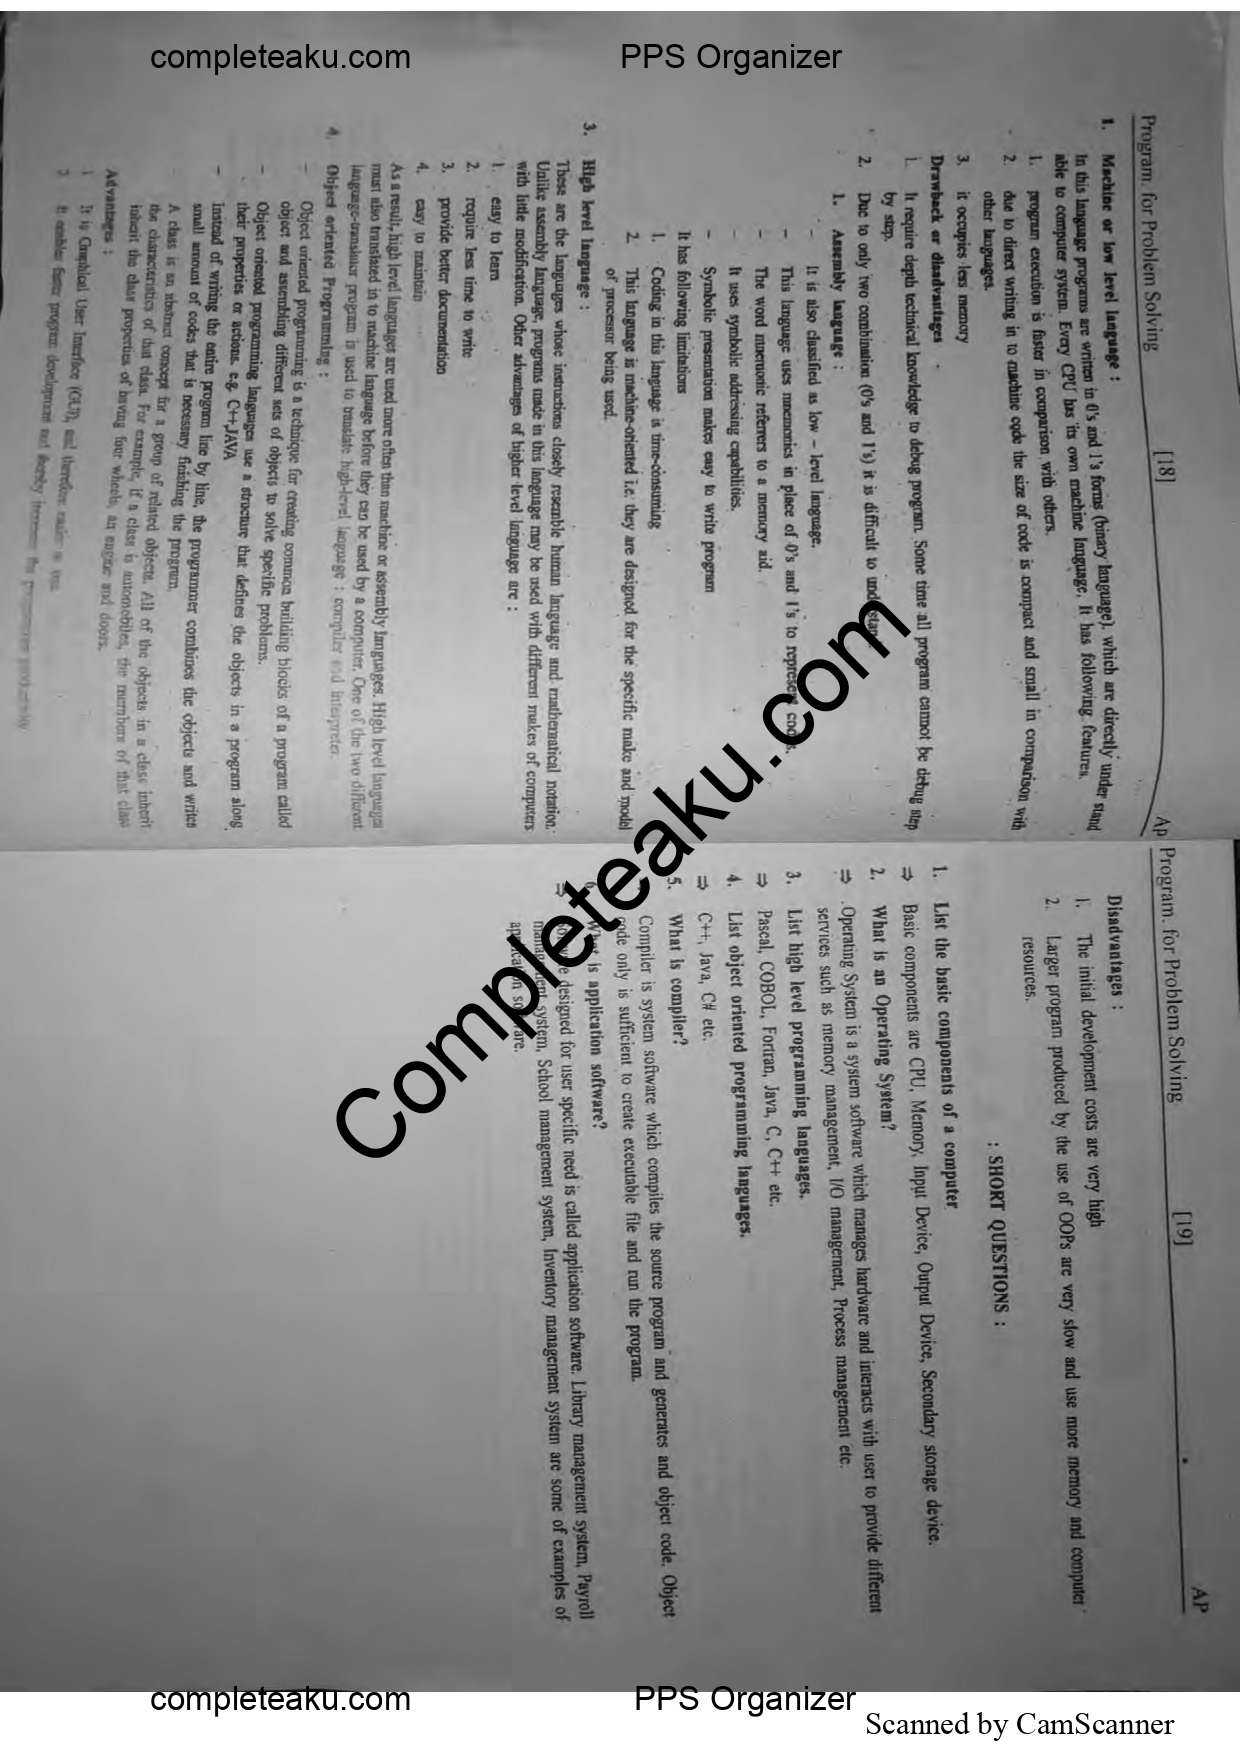 completeaku.com PPS Organizer
Program. for Problem Solving [18] Ap
1. Machine or low level language :
In this language programs are written in 0's and 1's forms (binary language), which are directly under stand
able to computer system. Every CPU has its own machine language. It has following features.
1. program execution is faster in comparison with others.
2. due to direct writing in to machine code the size of code is compact and small in comparison with
other languages.
3. it occupies less memory
Drawback or disadvantages
1. It require depth technical knowledge to debug program. Some time all program cannot be debug step
by step.
2. Due to only two combination (0's and 1's) it is difficult to understand.
1. Assembly language :
- It is also classified as low – level language.
- This language uses mnemonics in place of 0's and 1's to represent codes.
- The word mnemonic referrers to a memory aid.
- It uses symbolic addressing capabilities.
- Symbolic presentation makes easy to write program
It has following limitations
1. Coding in this language is time-consuming
2. This language is machine-oriented i.e. they are designod for the specific make and model
of processor being used.
3. High level language :
These are the languages whose instructions closely resemble human language and mathematical notation.
Unlike assembly language, programs made in this language may be used with different makes of computers
with little modification. Other advantages of higher level language are :
1. easy to learn
2. require less time to write
3. provide better documentation
4. easy to maintain
As a result, high level languages are used more often than machine or assembly languages. High level languages
must also translated in to machine language before they can be used by a computer. One of the two different
language-translator program is used to translate high-level language : compiler and interpreter.
4. Object oriented Programming :
- Object oriented programming is a technique for creating common building blocks of a program called
object and assembling different sets of objects to solve specific problems.
- Object oriented programming languages use a structure that defines the objects in a program along
their properties or actions. e.g. C++,JAVA
- Instead of writing the entire program line by line, the programmer combines the objects and writes
small amount of codes that is necessary finishing the program.
- A class is an abstract concept for a group of related objects. All of the objects in a class inherit
the characteristics of that class. For example, if a class is automobiles, the members of that class
inherit the class properties of having four wheels, an engine and doors.
Advantages :
1 It is Graphical User Interface (GUI), and therefore easier to use.
2 It enables faster program development and thereby increase the programmer productivity
Program. for Problem Solving [19] AP
Disadvantages :
1. The initial development costs are very high
2. Larger program produced by the use of OOPs are very slow and use more memory and computer
resources.
: SHORT QUESTIONS :
1. List the basic components of a computer
⇒ Basic components are CPU, Memory, Input Device, Output Device, Secondary storage device.
2. What is an Operating System?
⇒ Operating System is a system software which manages hardware and interacts with user to provide different
services such as memory management, I/O management, Process management etc.
3. List high level programming languages.
⇒ Pascal, COBOL, Fortran, Java, C, C++ etc.
4. List object oriented programming languages.
⇒ C++, Java, C# etc.
5. What is compiler?
Compiler is system software which compiles the source program and generates and object code. Object
code only is sufficient to create executable file and run the program.
6. What is application software?
⇒ Software designed for user specific need is called application software. Library management system, Payroll
management system, School management system, Inventory management system are some of examples of
application software.
Completeaku.com
completeaku.com PPS Organizer
Scanned by CamScanner